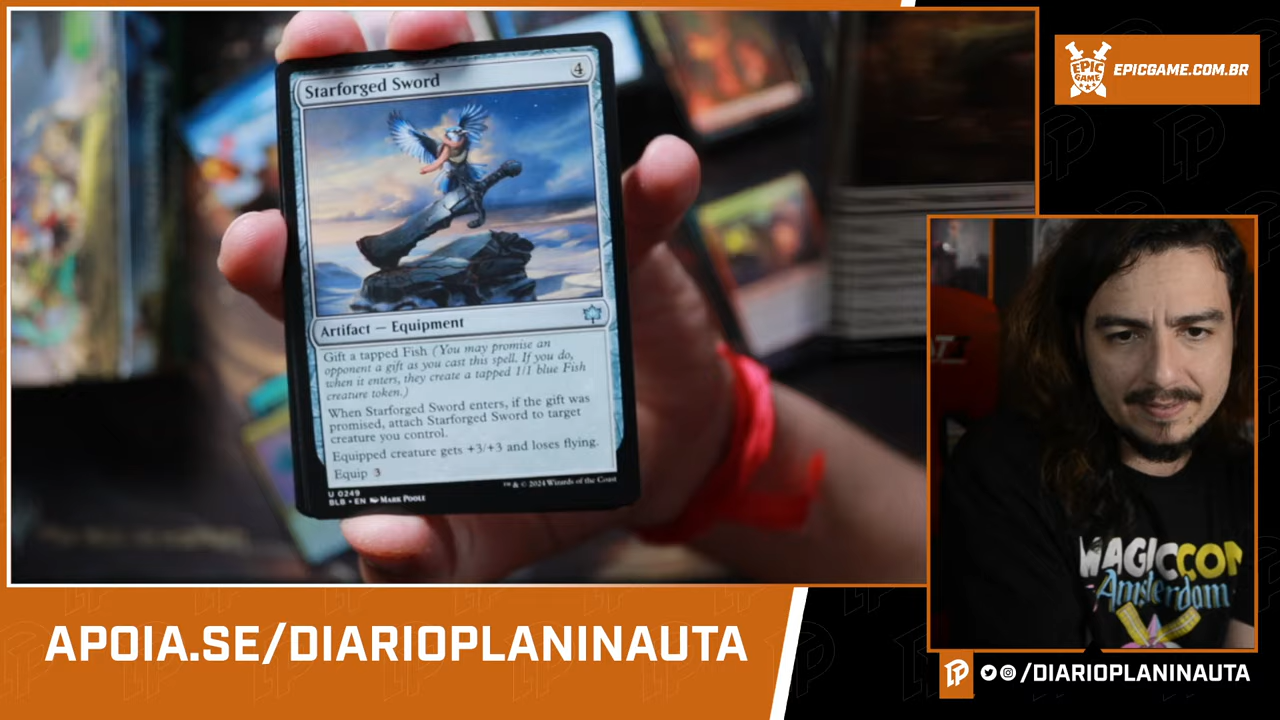 Starforged Sword 4
Artifact — Equipment
Gift a tapped Fish (You may promise an
opponent a gift as you cast this spell. If you do,
when it enters, they create a tapped 1/1 blue Fish
creature token.)
When Starforged Sword enters, if the gift was
promised, attach Starforged Sword to target
creature you control.
Equipped creature gets +3/+3 and loses flying.
Equip 3
U 0249
BLB • EN MARK POOLE
™ & © 2024 Wizards of the Coast
EPIC
GAME
EPICGAME.COM.BR
MAGICCON
Amsterdam
APOIA.SE/DIARIOPLANINAUTA
/DIARIOPLANINAUTA